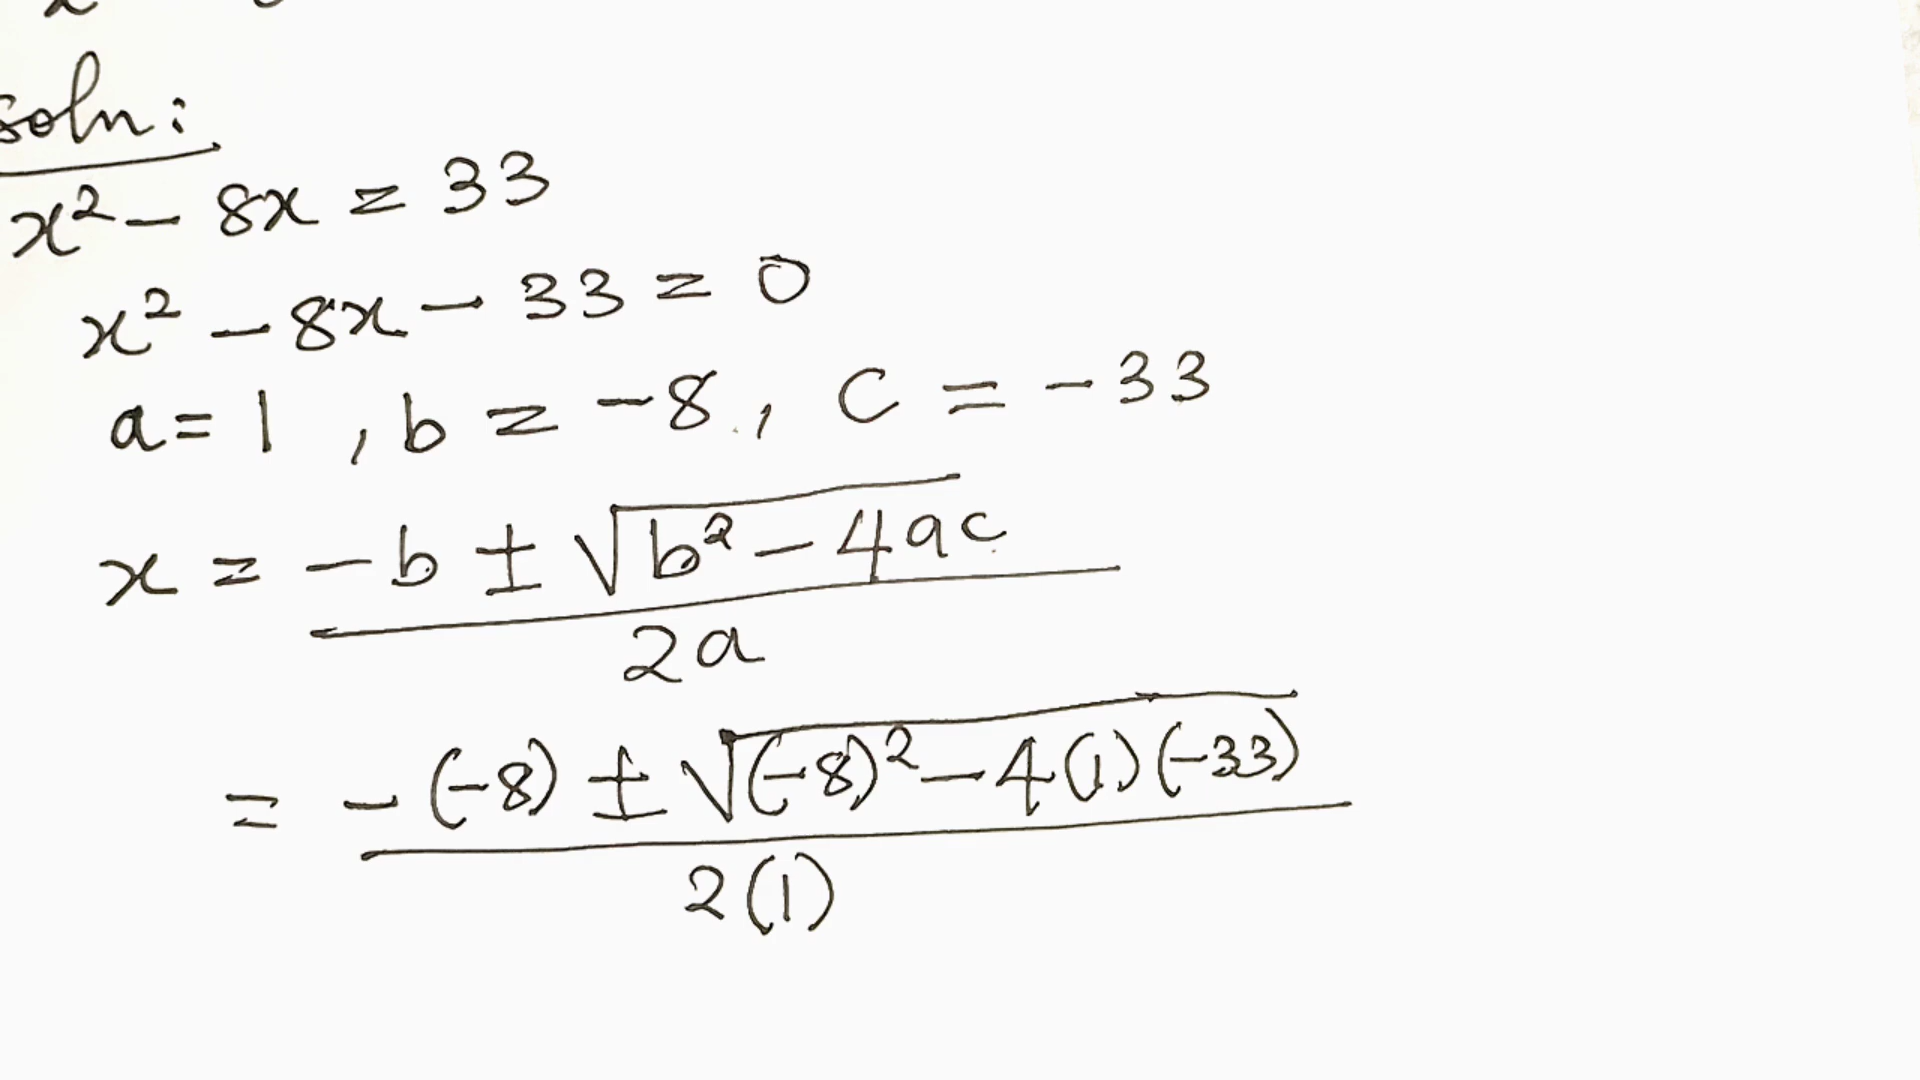 soln:
x² - 8x = 33
x² - 8x - 33 = 0
a = 1 , b = -8 , c = -33
x = -b ± √b² - 4ac
2a
= -(-8) ± √(-8)² - 4(1)(-33)
2(1)